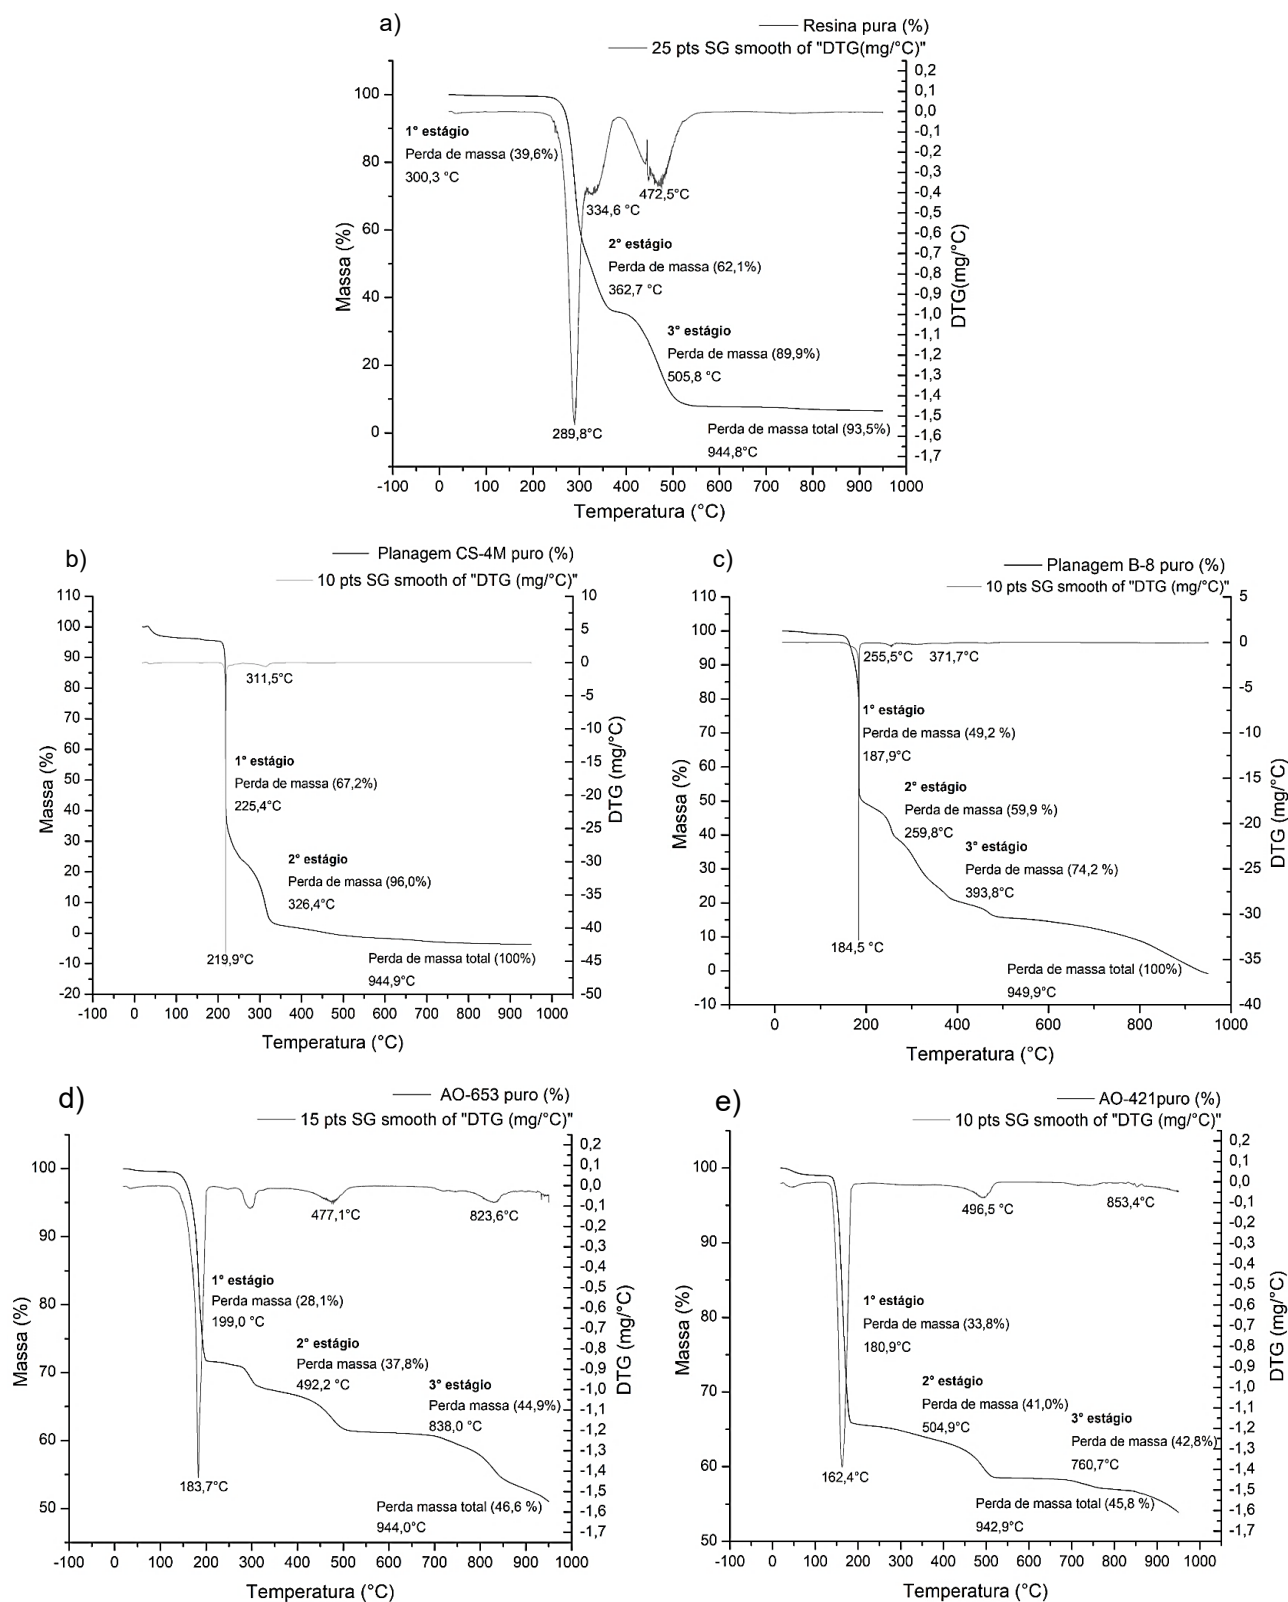 a)
Resina pura (%)
25 pts SG smooth of "DTG(mg/°C)"
100
80
60
40
20
0
Massa (%)
0,2
0,1
0,0
-0,1
-0,2
-0,3
-0,4
-0,5
-0,6
-0,7
-0,8
-0,9
-1,0
-1,1
-1,2
-1,3
-1,4
-1,5
-1,6
-1,7
DTG(mg/°C)
1° estágio
Perda de massa (39,6%)
300,3 °C
334,6 °C
472,5°C
2° estágio
Perda de massa (62,1%)
362,7 °C
3° estágio
Perda de massa (89,9%)
505,8 °C
289,8°C
Perda de massa total (93,5%)
944,8°C
-100 0 100 200 300 400 500 600 700 800 900 1000
Temperatura (°C)
b)
Planagem CS-4M puro (%)
10 pts SG smooth of "DTG (mg/°C)"
110
100
90
80
70
60
50
40
30
20
10
0
-10
-20
Massa (%)
10
5
0
-5
-10
-15
-20
-25
-30
-35
-40
-45
-50
DTG (mg/°C)
311,5°C
1° estágio
Perda de massa (67,2%)
225,4°C
2° estágio
Perda de massa (96,0%)
326,4°C
219,9°C
Perda de massa total (100%)
944,9°C
-100 0 100 200 300 400 500 600 700 800 900 1000
Temperatura (°C)
c)
Planagem B-8 puro (%)
10 pts SG smooth of "DTG (mg/°C)"
110
100
90
80
70
60
50
40
30
20
10
0
-10
Massa (%)
5
0
-5
-10
-15
-20
-25
-30
-35
-40
DTG (mg/°C)
255,5°C
371,7°C
1° estágio
Perda de massa (49,2 %)
187,9°C
2° estágio
Perda de massa (59,9 %)
259,8°C
3° estágio
Perda de massa (74,2 %)
393,8°C
184,5 °C
Perda de massa total (100%)
949,9°C
0 200 400 600 800 1000
Temperatura (°C)
d)
AO-653 puro (%)
15 pts SG smooth of "DTG (mg/°C)"
100
90
80
70
60
50
Massa (%)
0,2
0,1
0,0
-0,1
-0,2
-0,3
-0,4
-0,5
-0,6
-0,7
-0,8
-0,9
-1,0
-1,1
-1,2
-1,3
-1,4
-1,5
-1,6
-1,7
DTG (mg/°C)
477,1°C
823,6°C
1° estágio
Perda massa (28,1%)
199,0 °C
2° estágio
Perda massa (37,8%)
492,2 °C
3° estágio
Perda massa (44,9%)
838,0 °C
183,7°C
Perda massa total (46,6 %)
944,0°C
-100 0 100 200 300 400 500 600 700 800 900 1000
Temperatura (°C)
e)
AO-421puro (%)
10 pts SG smooth of "DTG (mg/°C)"
100
90
80
70
60
50
Massa (%)
0,2
0,1
0,0
-0,1
-0,2
-0,3
-0,4
-0,5
-0,6
-0,7
-0,8
-0,9
-1,0
-1,1
-1,2
-1,3
-1,4
-1,5
-1,6
-1,7
DTG (mg/°C)
496,5 °C
853,4°C
1° estágio
Perda de massa (33,8%)
180,9°C
2° estágio
Perda de massa (41,0%)
504,9°C
3° estágio
Perda de massa (42,8%)
760,7°C
162,4°C
Perda de massa total (45,8 %)
942,9°C
-100 0 100 200 300 400 500 600 700 800 900 1000
Temperatura (°C)